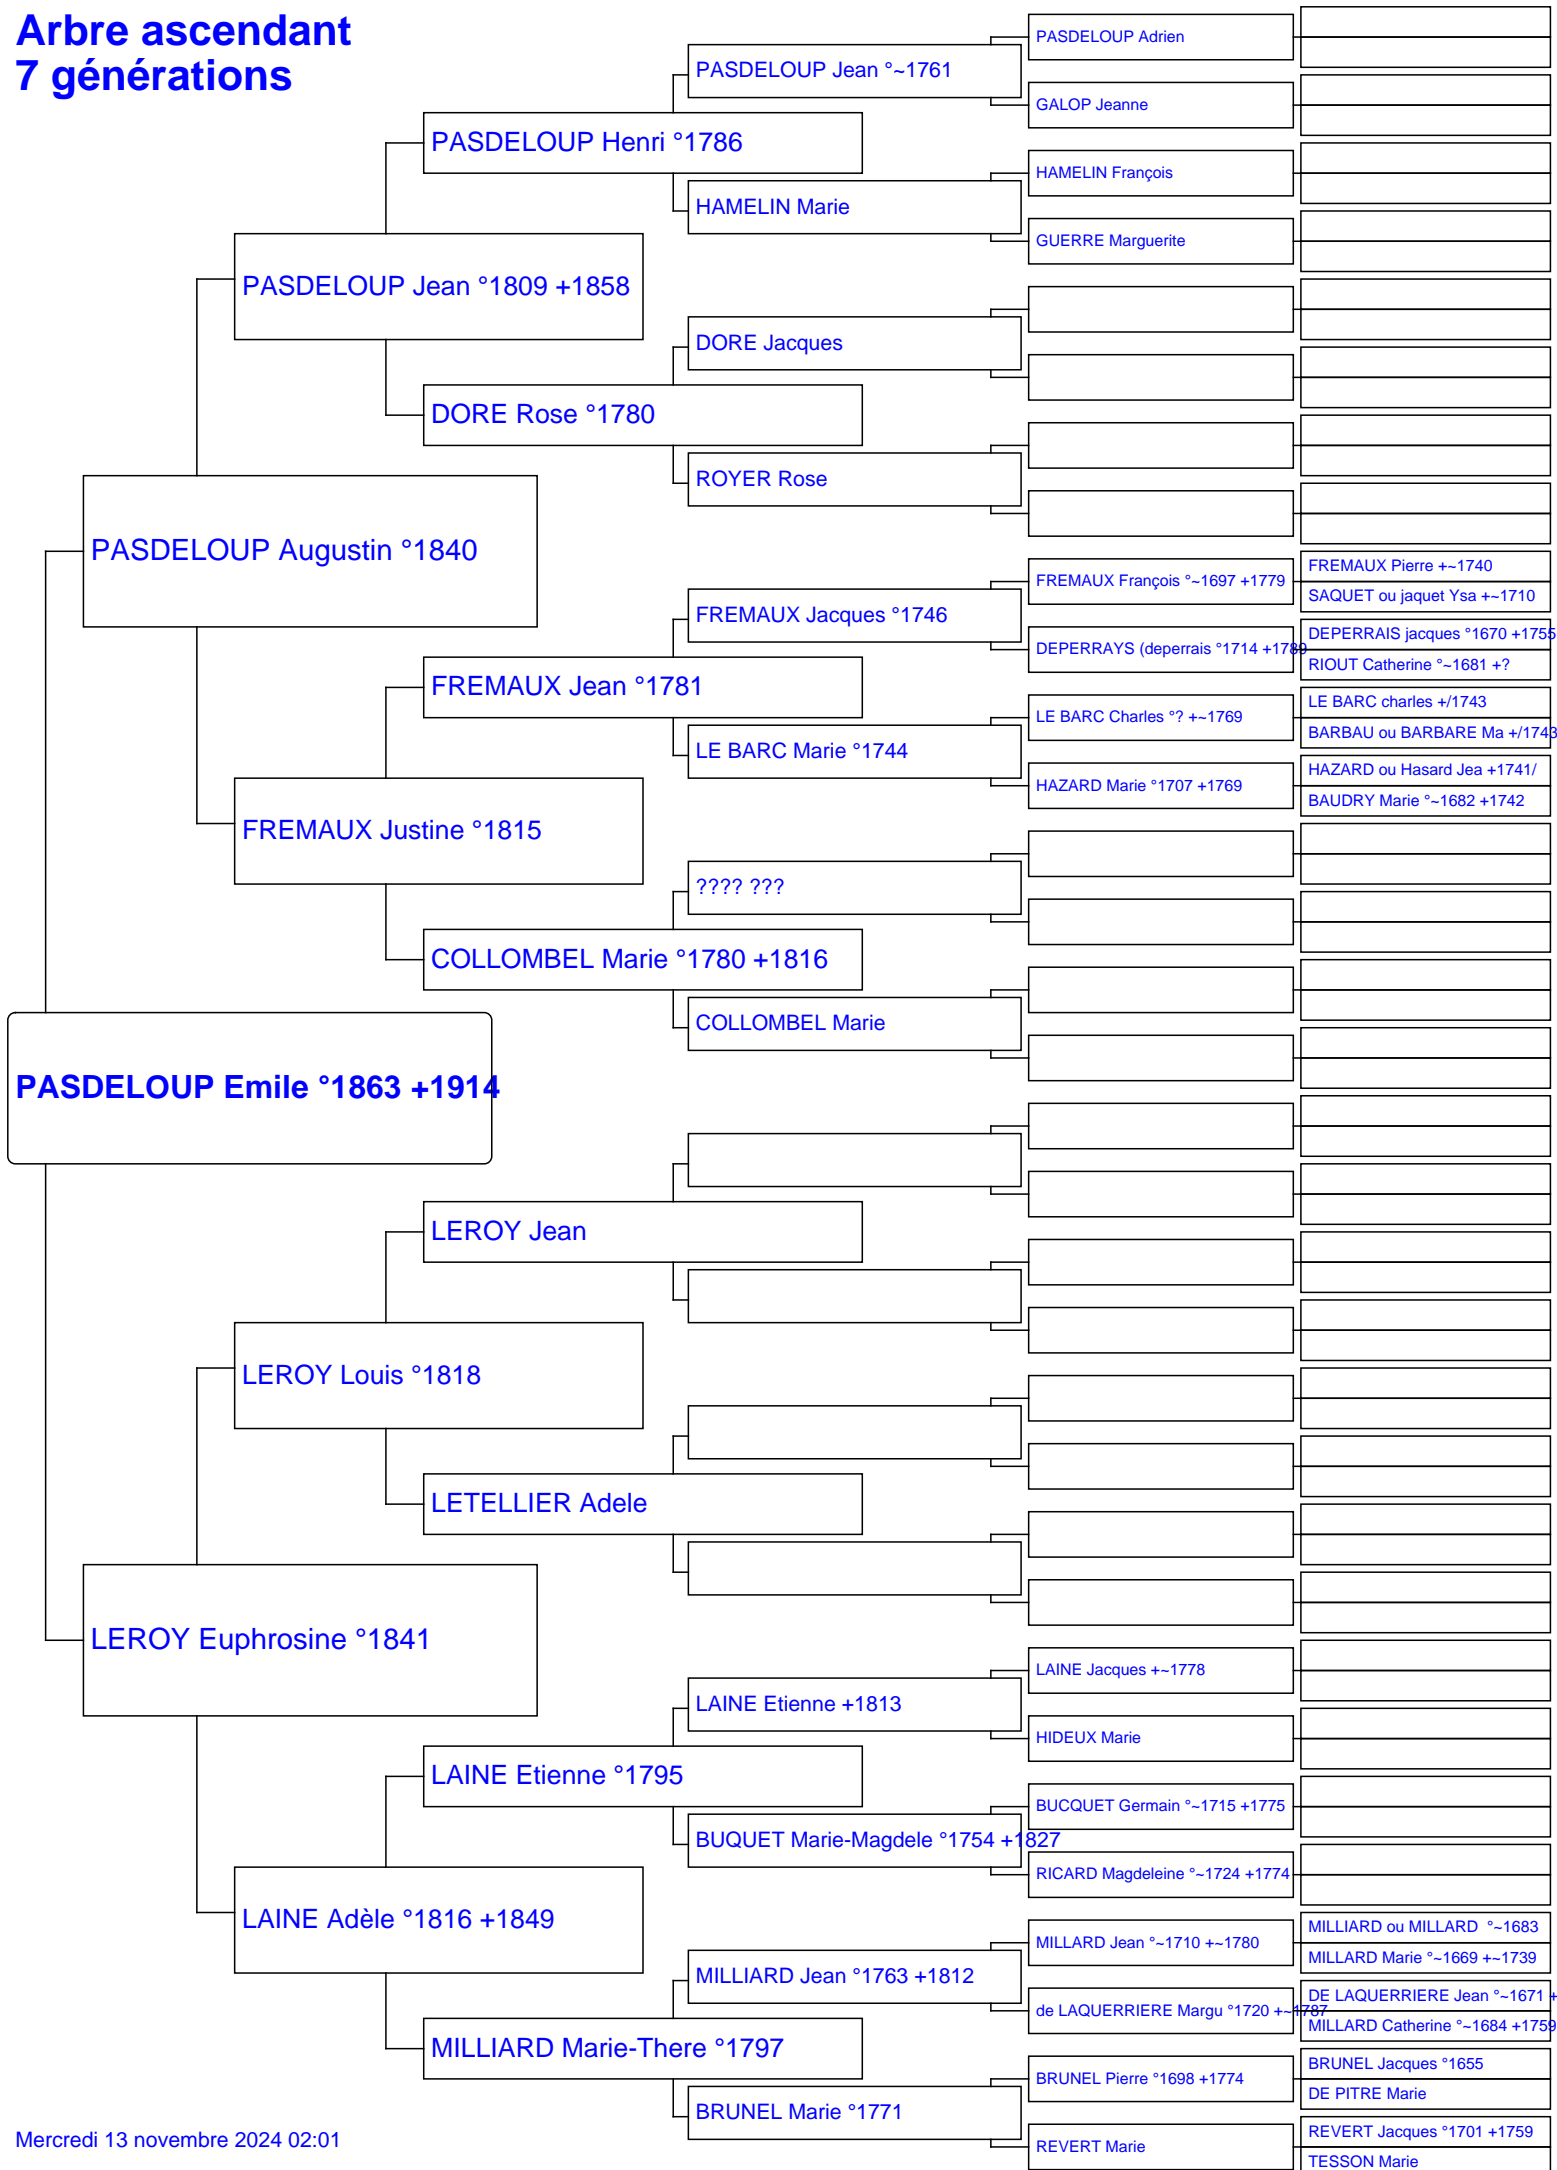 Arbre ascendant
7 générations
PASDELOUP Emile °1863 +1914
PASDELOUP Augustin °1840
LEROY Euphrosine °1841
PASDELOUP Jean °1809 +1858
FREMAUX Justine °1815
LEROY Louis °1818
LAINE Adèle °1816 +1849
PASDELOUP Henri °1786
DORE Rose °1780
FREMAUX Jean °1781
COLLOMBEL Marie °1780 +1816
LEROY Jean
LETELLIER Adele
LAINE Etienne °1795
MILLIARD Marie-There °1797
PASDELOUP Jean °~1761
HAMELIN Marie
DORE Jacques
ROYER Rose
FREMAUX Jacques °1746
LE BARC Marie °1744
???? ???
COLLOMBEL Marie
LAINE Etienne +1813
BUQUET Marie-Magdele °1754 +1827
MILLIARD Jean °1763 +1812
BRUNEL Marie °1771
PASDELOUP Adrien
GALOP Jeanne
HAMELIN François
GUERRE Marguerite
FREMAUX François °~1697 +1779
DEPERRAYS (deperrais °1714 +1789
LE BARC Charles °? +~1769
HAZARD Marie °1707 +1769
LAINE Jacques +~1778
HIDEUX Marie
BUCQUET Germain °~1715 +1775
RICARD Magdeleine °~1724 +1774
MILLARD Jean °~1710 +~1780
de LAQUERRIERE Margu °1720 +~1787
BRUNEL Pierre °1698 +1774
REVERT Marie
FREMAUX Pierre +~1740
SAQUET ou jaquet Ysa +~1710
DEPERRAIS jacques °1670 +1755
RIOUT Catherine °~1681 +?
LE BARC charles +/1743
BARBAU ou BARBARE Ma +/1743
HAZARD ou Hasard Jea +1741/
BAUDRY Marie °~1682 +1742
MILLIARD ou MILLARD °~1683
MILLARD Marie °~1669 +~1739
DE LAQUERRIERE Jean °~1671 +
MILLARD Catherine °~1684 +1759
BRUNEL Jacques °1655
DE PITRE Marie
REVERT Jacques °1701 +1759
TESSON Marie
Mercredi 13 novembre 2024 02:01